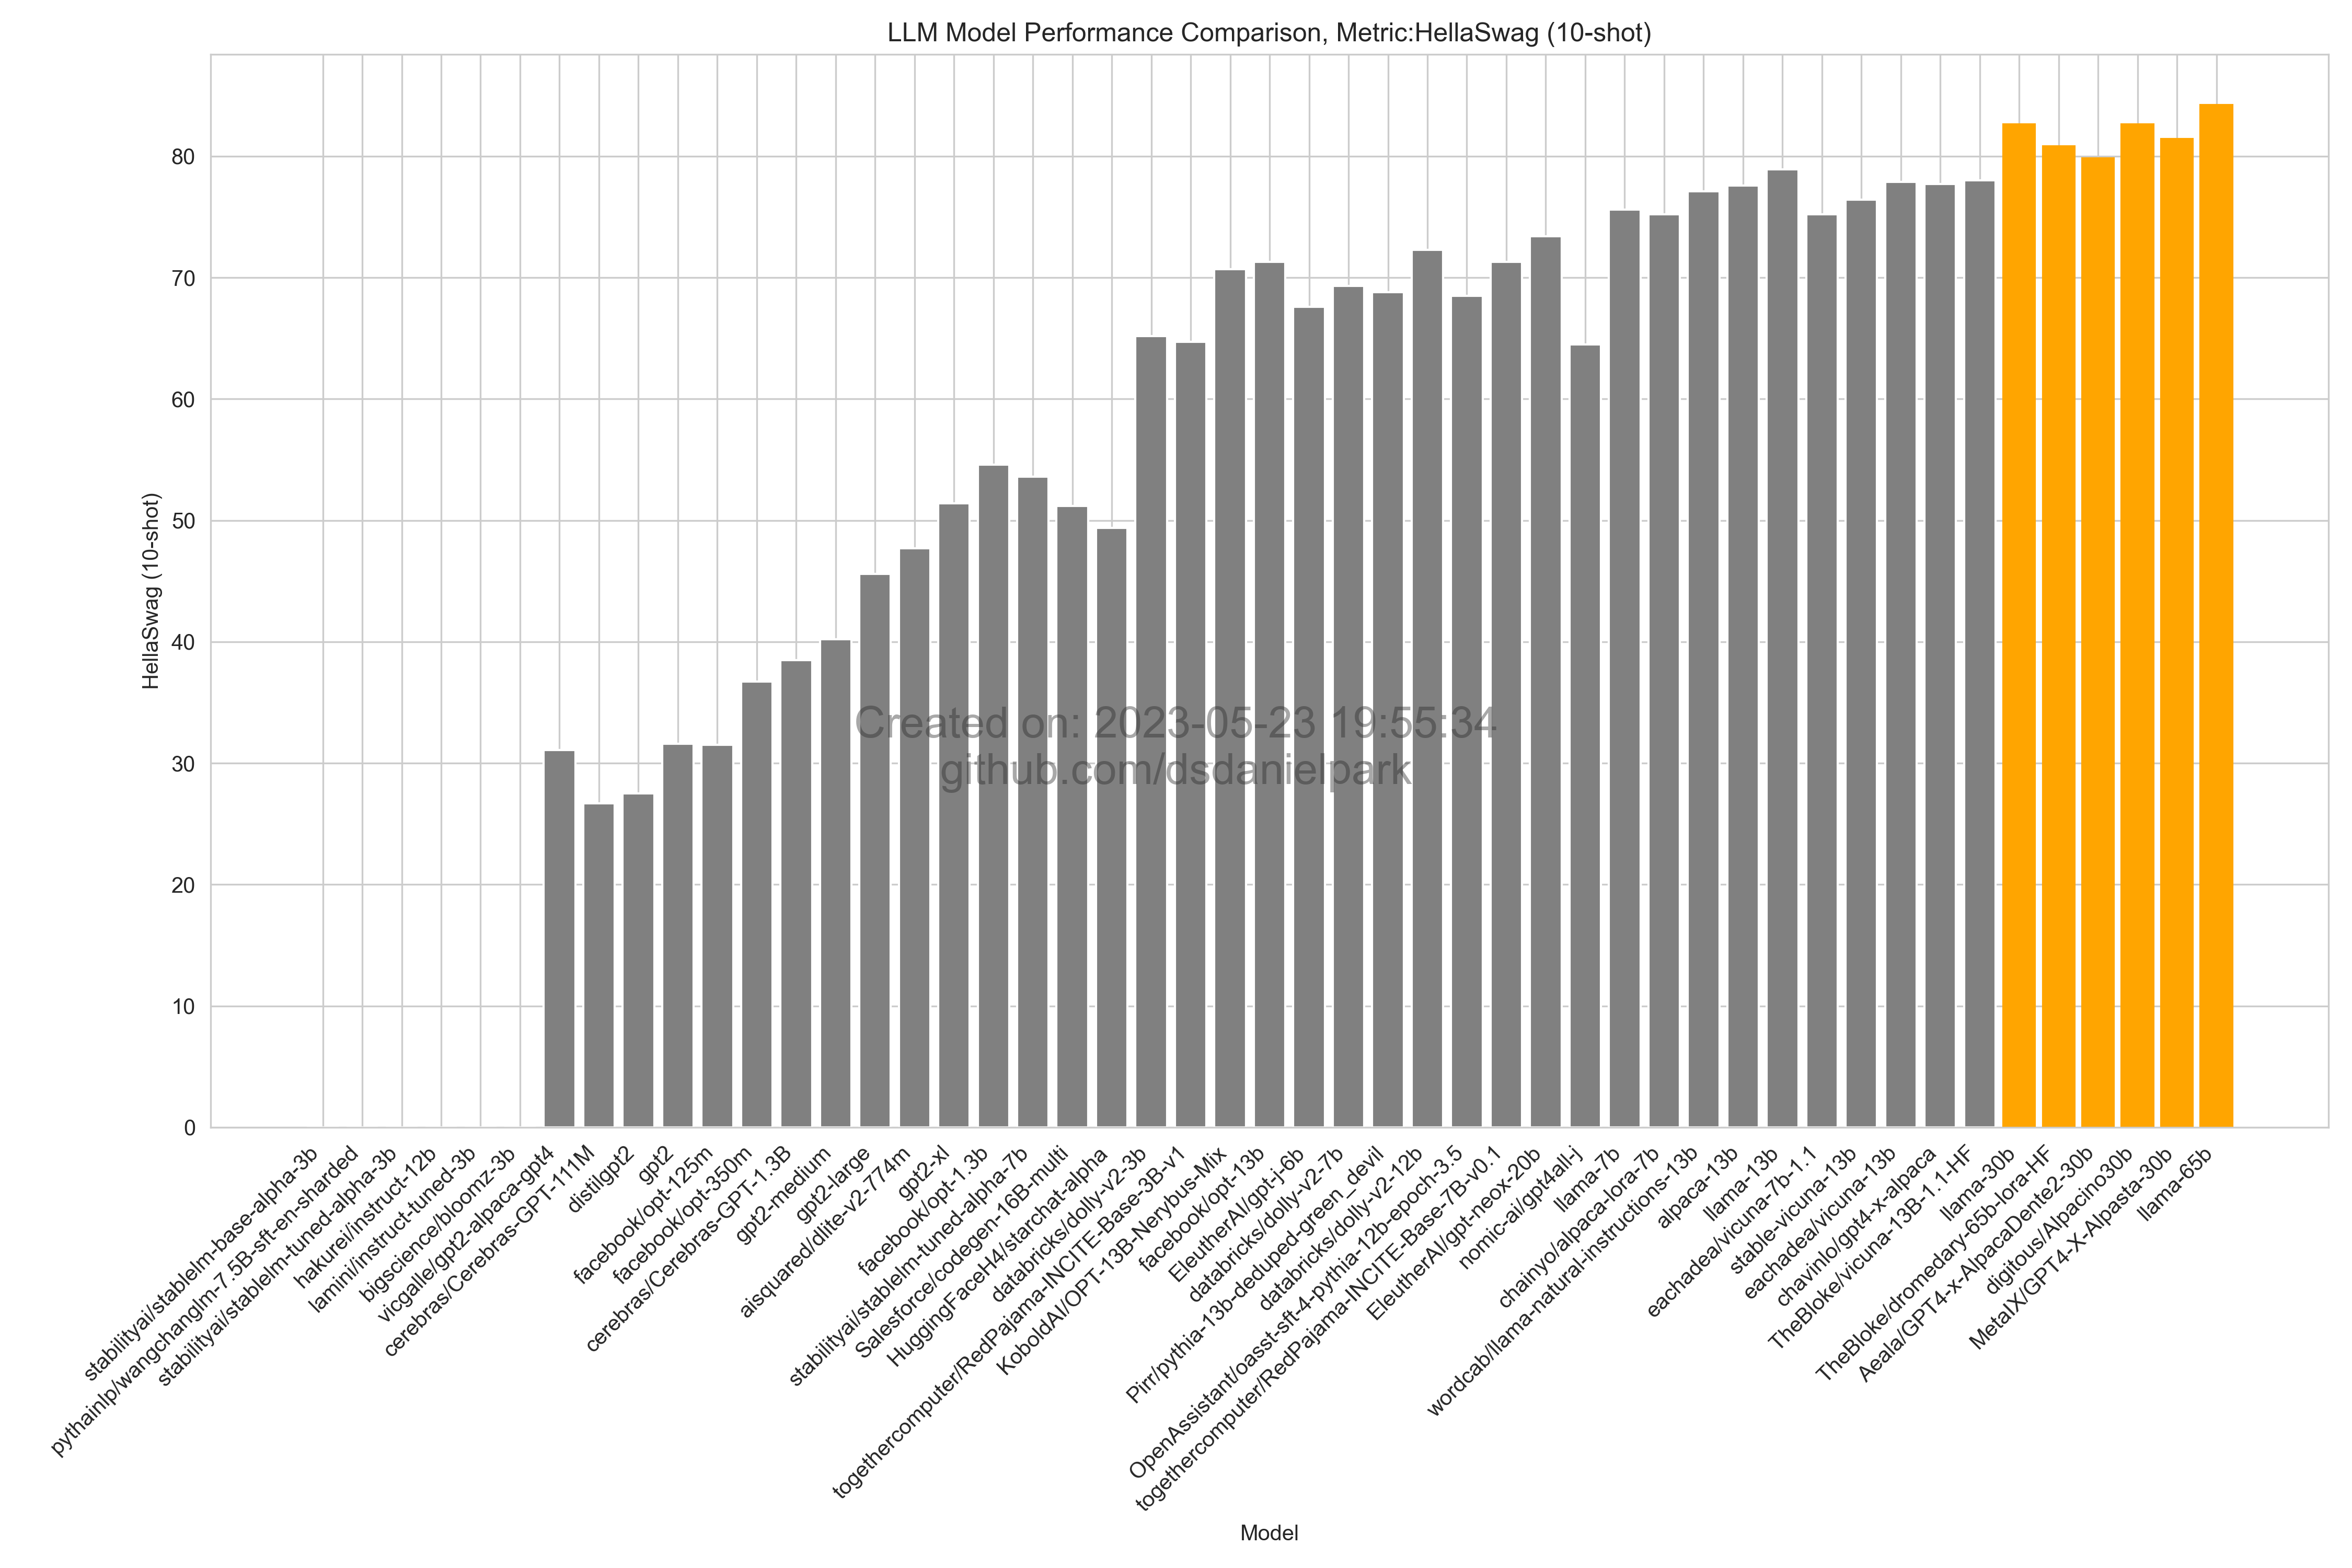 LLM Model Performance Comparison, Metric:HellaSwag (10-shot)
HellaSwag (10-shot)
80
70
60
50
40
30
20
10
0
Created on: 2023-05-23 19:55:34
github.com/dsdanielpark
stabilityai/stablelm-base-alpha-3b
pythainlp/wangchanglm-7.5B-sft-en-sharded
stabilityai/stablelm-tuned-alpha-3b
hakurei/instruct-12b
lamini/instruct-tuned-3b
bigscience/bloomz-3b
vicgalle/gpt2-alpaca-gpt4
cerebras/Cerebras-GPT-111M
distilgpt2
gpt2
facebook/opt-125m
facebook/opt-350m
cerebras/Cerebras-GPT-1.3B
gpt2-medium
gpt2-large
aisquared/dlite-v2-774m
gpt2-xl
facebook/opt-1.3b
stabilityai/stablelm-tuned-alpha-7b
Salesforce/codegen-16B-multi
HuggingFaceH4/starchat-alpha
databricks/dolly-v2-3b
togethercomputer/RedPajama-INCITE-Base-3B-v1
KoboldAI/OPT-13B-Nerybus-Mix
facebook/opt-13b
EleutherAI/gpt-j-6b
databricks/dolly-v2-7b
Pirr/pythia-13b-deduped-green_devil
databricks/dolly-v2-12b
OpenAssistant/oasst-sft-4-pythia-12b-epoch-3.5
togethercomputer/RedPajama-INCITE-Base-7B-v0.1
EleutherAI/gpt-neox-20b
nomic-ai/gpt4all-j
llama-7b
chainyo/alpaca-lora-7b
wordcab/llama-natural-instructions-13b
alpaca-13b
llama-13b
eachadea/vicuna-7b-1.1
stable-vicuna-13b
eachadea/vicuna-13b
chavinlo/gpt4-x-alpaca
TheBloke/vicuna-13B-1.1-HF
llama-30b
TheBloke/dromedary-65b-lora-HF
Aeala/GPT4-x-AlpacaDente2-30b
digitous/Alpacino30b
MetaIX/GPT4-X-Alpasta-30b
llama-65b
Model